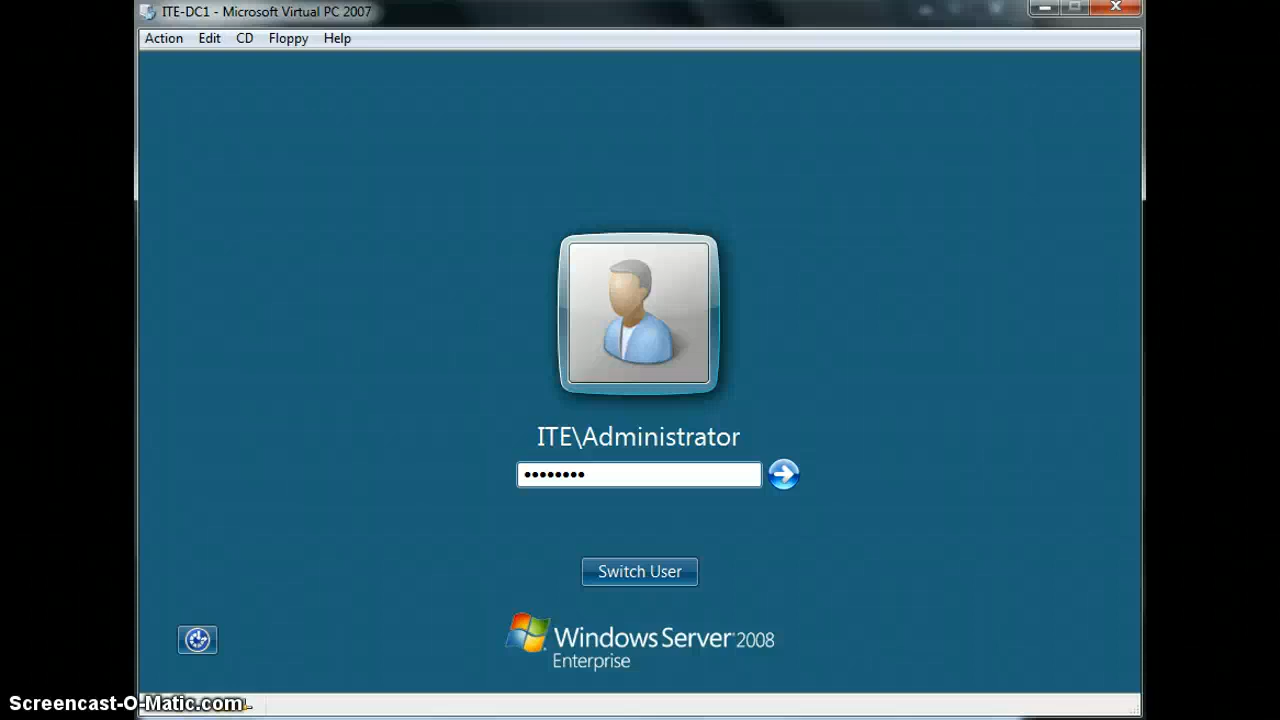 ITE-DC1 - Microsoft Virtual PC 2007
Action Edit CD Floppy Help
ITE\Administrator
••••••••
Switch User
Windows Server 2008
Enterprise
Screencast-O-Matic.com